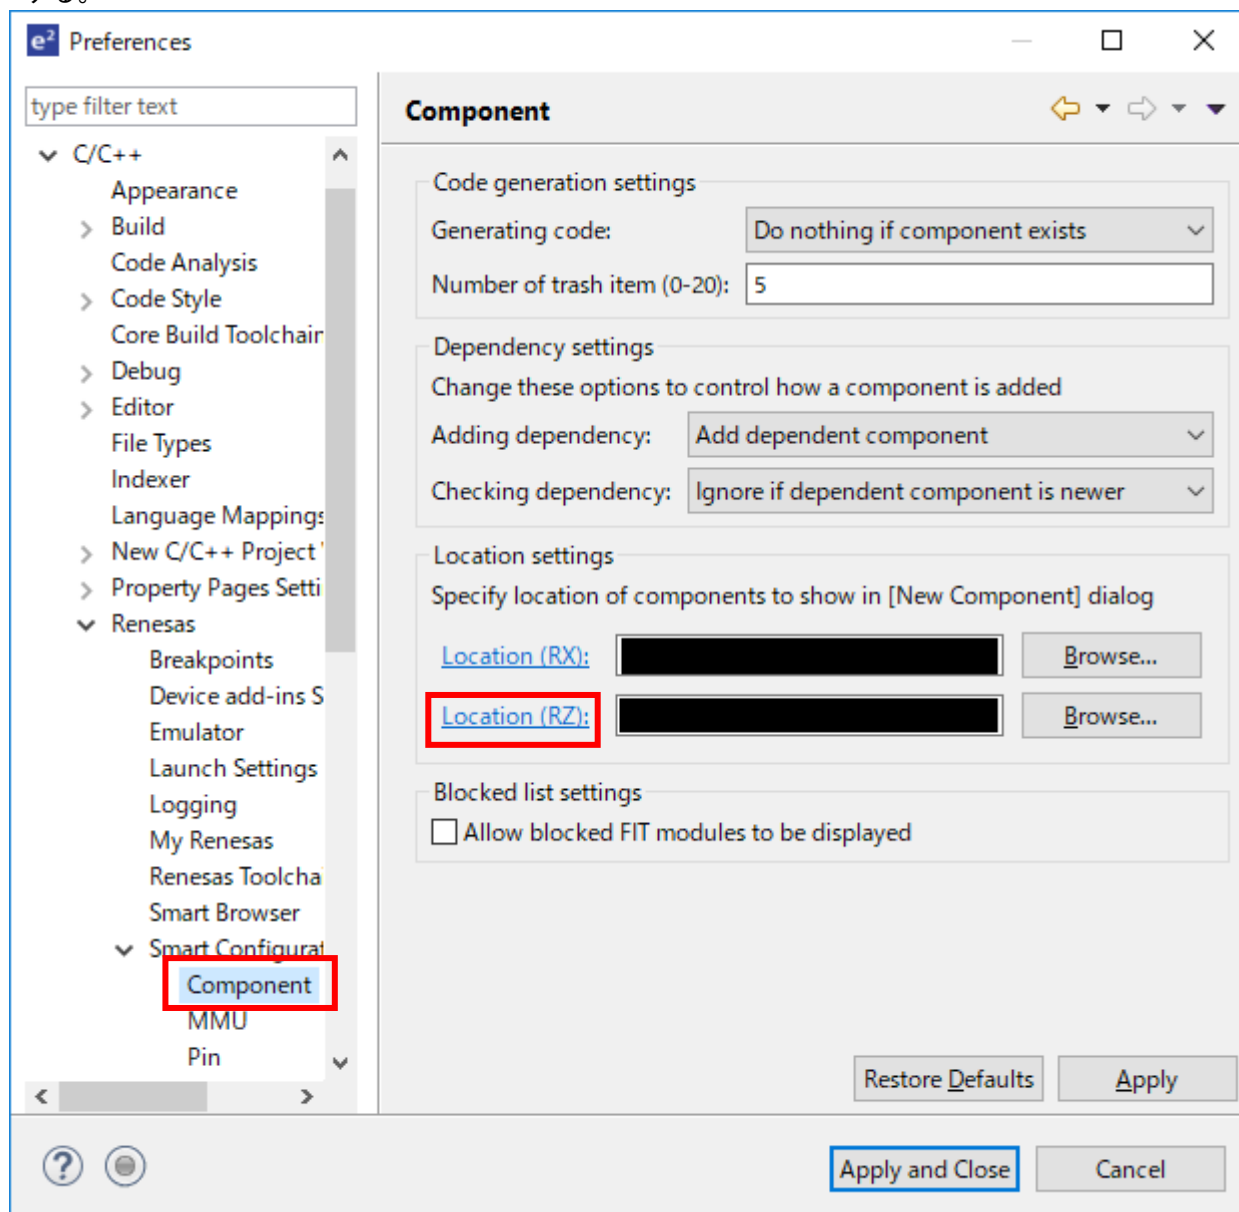 する。
e² Preferences
type filter text
Component
C/C++
Appearance
Build
Code Analysis
Code Style
Core Build Toolchain
Debug
Editor
File Types
Indexer
Language Mappings
New C/C++ Project
Property Pages Setti
Renesas
Breakpoints
Device add-ins S
Emulator
Launch Settings
Logging
My Renesas
Renesas Toolcha
Smart Browser
Smart Configurat
Component
MMU
Pin
Code generation settings
Generating code: Do nothing if component exists
Number of trash item (0-20): 5
Dependency settings
Change these options to control how a component is added
Adding dependency: Add dependent component
Checking dependency: Ignore if dependent component is newer
Location settings
Specify location of components to show in [New Component] dialog
Location (RX): Browse...
Location (RZ): Browse...
Blocked list settings
Allow blocked FIT modules to be displayed
Restore Defaults Apply
? Apply and Close Cancel